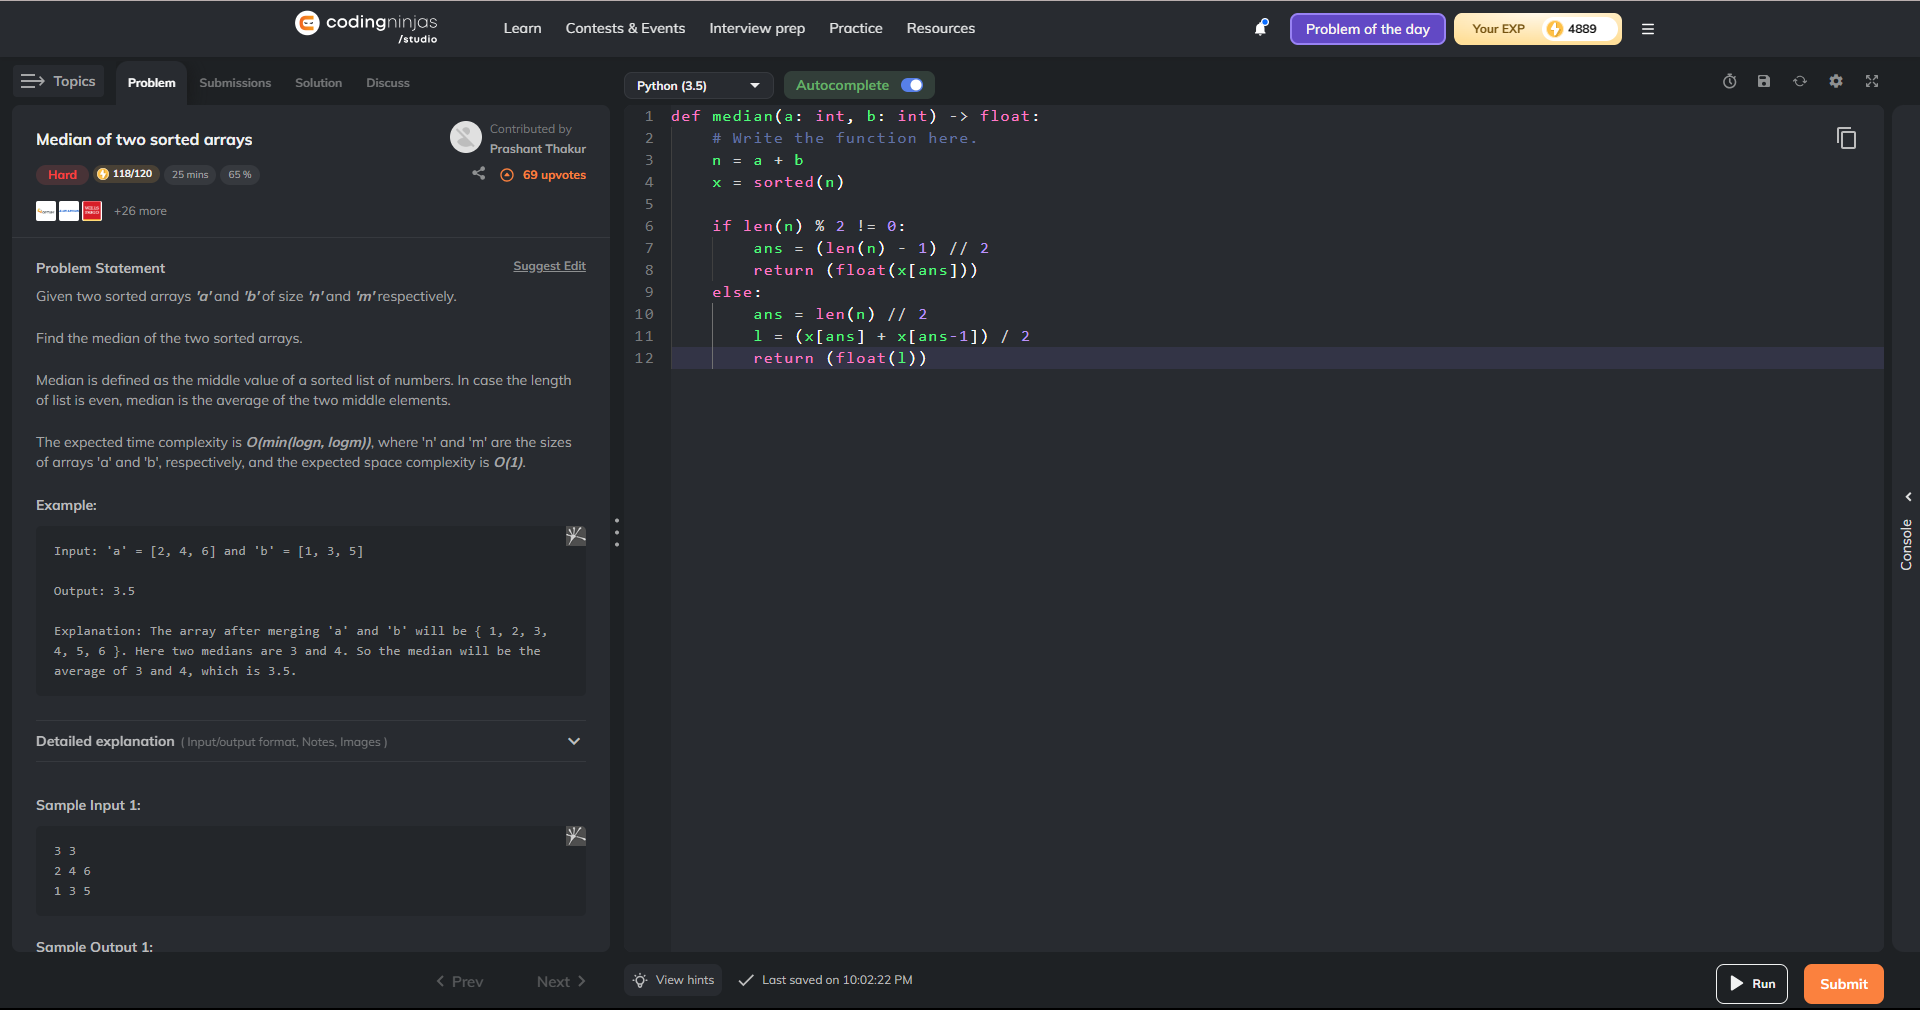 codingninjas
/studio
Learn
Contests & Events
Interview prep
Practice
Resources
Problem of the day
Your EXP
4889
Topics
Problem
Submissions
Solution
Discuss
Python (3.5)
Autocomplete
Median of two sorted arrays
Contributed by
Prashant Thakur
Hard
118/120
25 mins
65 %
69 upvotes
+26 more
Problem Statement
Suggest Edit
Given two sorted arrays 'a' and 'b' of size 'n' and 'm' respectively.
Find the median of the two sorted arrays.
Median is defined as the middle value of a sorted list of numbers. In case the length
of list is even, median is the average of the two middle elements.
The expected time complexity is O(min(logn, logm)), where 'n' and 'm' are the sizes
of arrays 'a' and 'b', respectively, and the expected space complexity is O(1).
Example:
Input: 'a' = [2, 4, 6] and 'b' = [1, 3, 5]
Output: 3.5
Explanation: The array after merging 'a' and 'b' will be { 1, 2, 3,
4, 5, 6 }. Here two medians are 3 and 4. So the median will be the
average of 3 and 4, which is 3.5.
Detailed explanation ( Input/output format, Notes, Images )
Sample Input 1:
3 3
2 4 6
1 3 5
Sample Output 1:
Prev
Next
1 def median(a: int, b: int) -> float:
2 # Write the function here.
3 n = a + b
4 x = sorted(n)
5
6 if len(n) % 2 != 0:
7 ans = (len(n) - 1) // 2
8 return (float(x[ans]))
9 else:
10 ans = len(n) // 2
11 l = (x[ans] + x[ans-1]) / 2
12 return (float(l))
Console
View hints
Last saved on 10:02:22 PM
Run
Submit